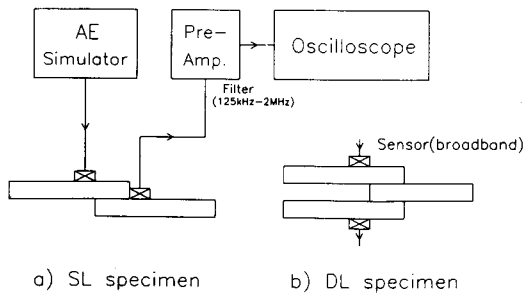 AE
Simulator
Pre-
Amp.
Oscilloscope
Filter
(125kHz-2MHz)
Sensor(broadband)
a) SL specimen
b) DL specimen